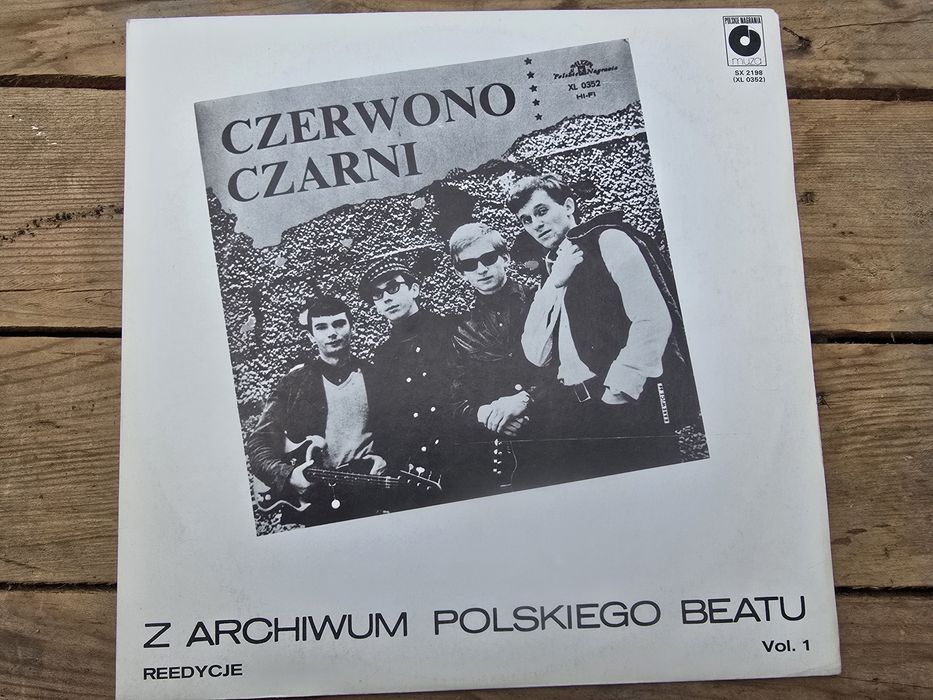 POLSKIE NAGRANIA
muza
SX 2198
(XL 0352)
MUZA
Polskie Nagrania
XL 0352
HI-FI
CZERWONO
CZARNI
Z ARCHIWUM POLSKIEGO BEATU
Vol. 1
REEDYCJE